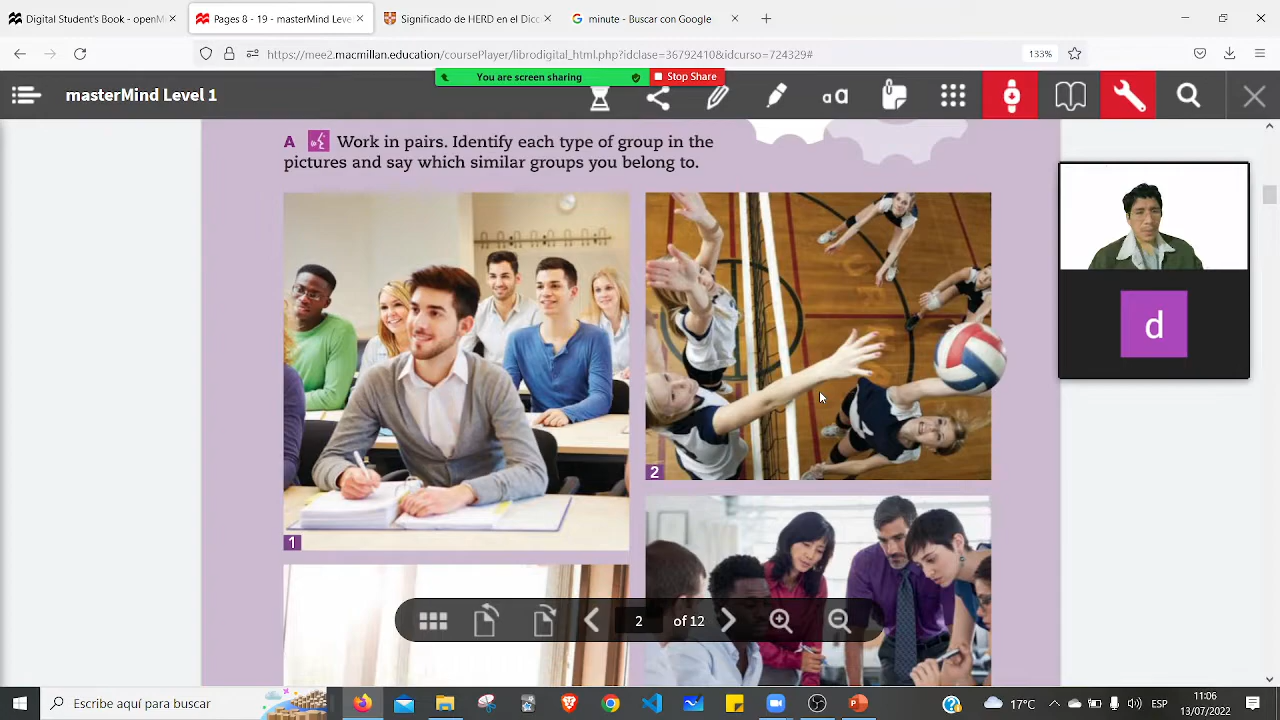 Digital Student's Book - openM
Pages 8 - 19 - masterMind Leve
Significado de HERD en el Dicc
minute - Buscar con Google
https://mee2.macmillan.education/coursePlayer/librodigital_html.php?idclase=36792410&idcurso=724329#
133%
You are screen sharing
Stop Share
masterMind Level 1
aa
A Work in pairs. Identify each type of group in the
pictures and say which similar groups you belong to.
d
2
1
2 of 12
Escribe aquí para buscar
17°C
ESP
11:06
13/07/2022